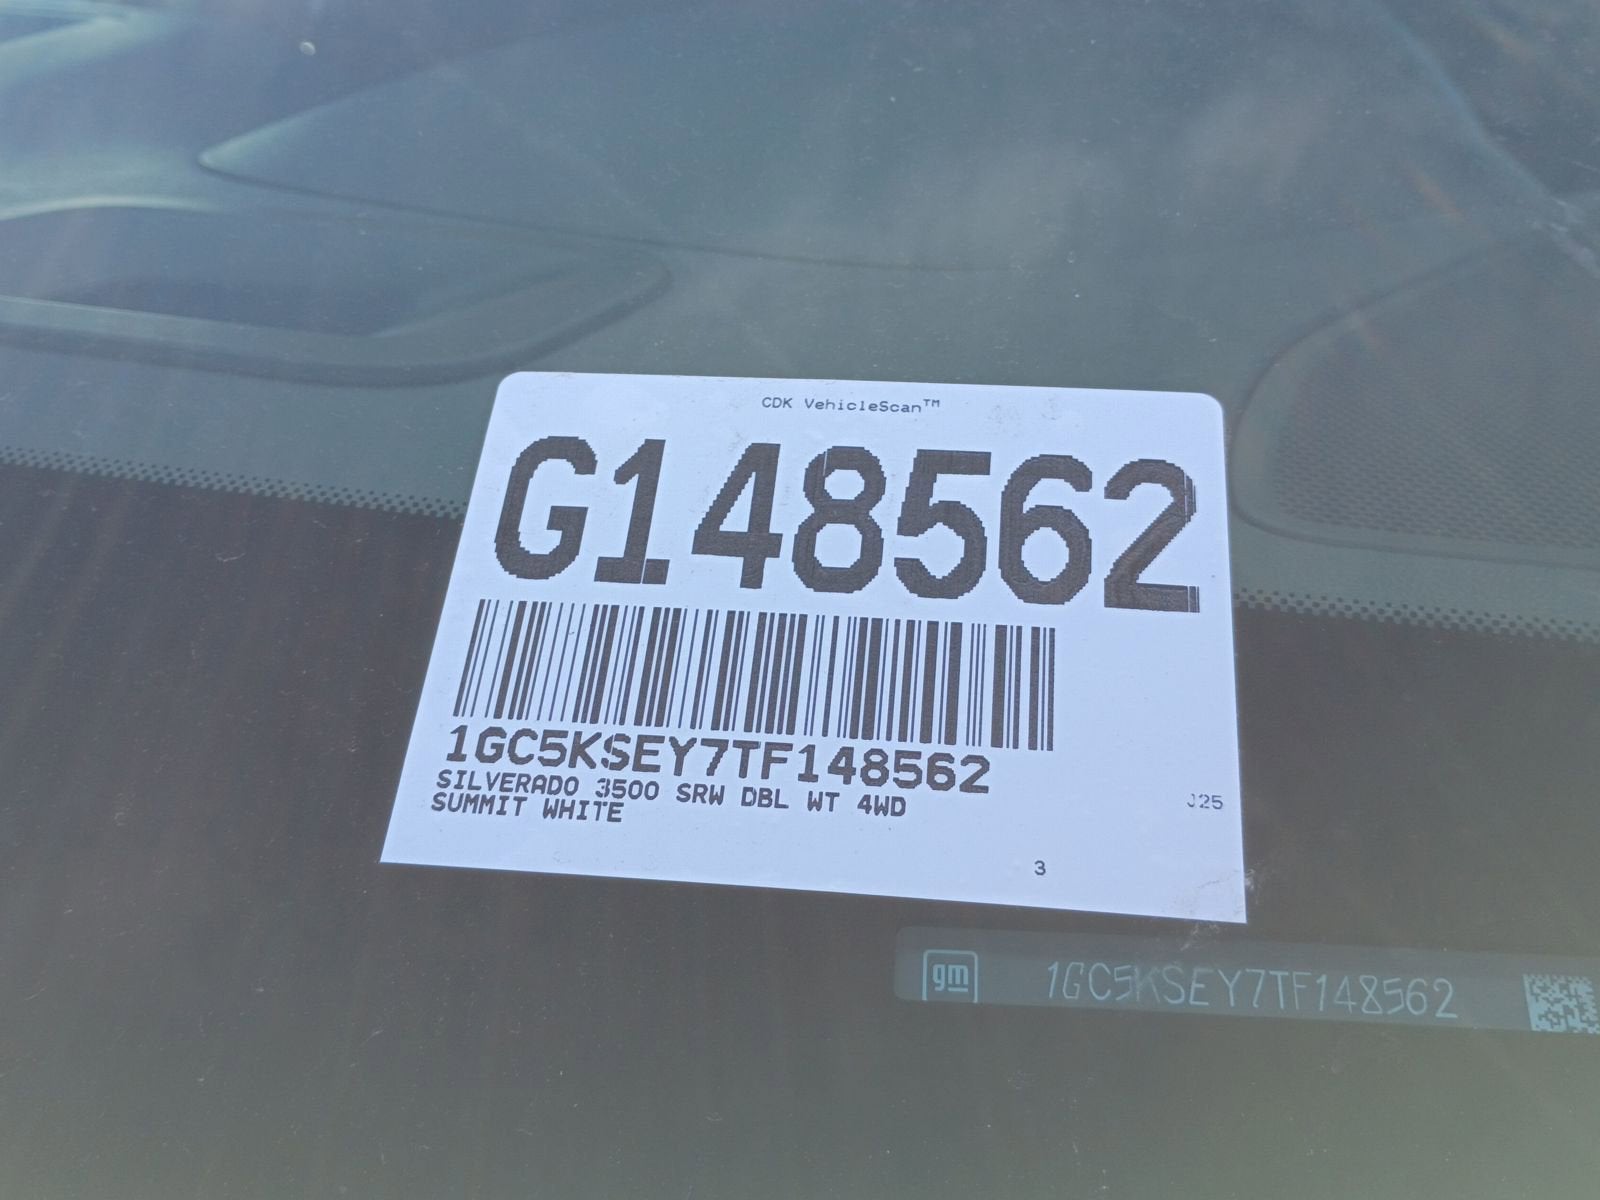 CDK VehicleScan™
G148562
1GC5KSEY7TF148562
SILVERADO 3500 SRW DBL WT 4WD
SUMMIT WHITE
J25
3
gm 1GC5KSEY7TF148562